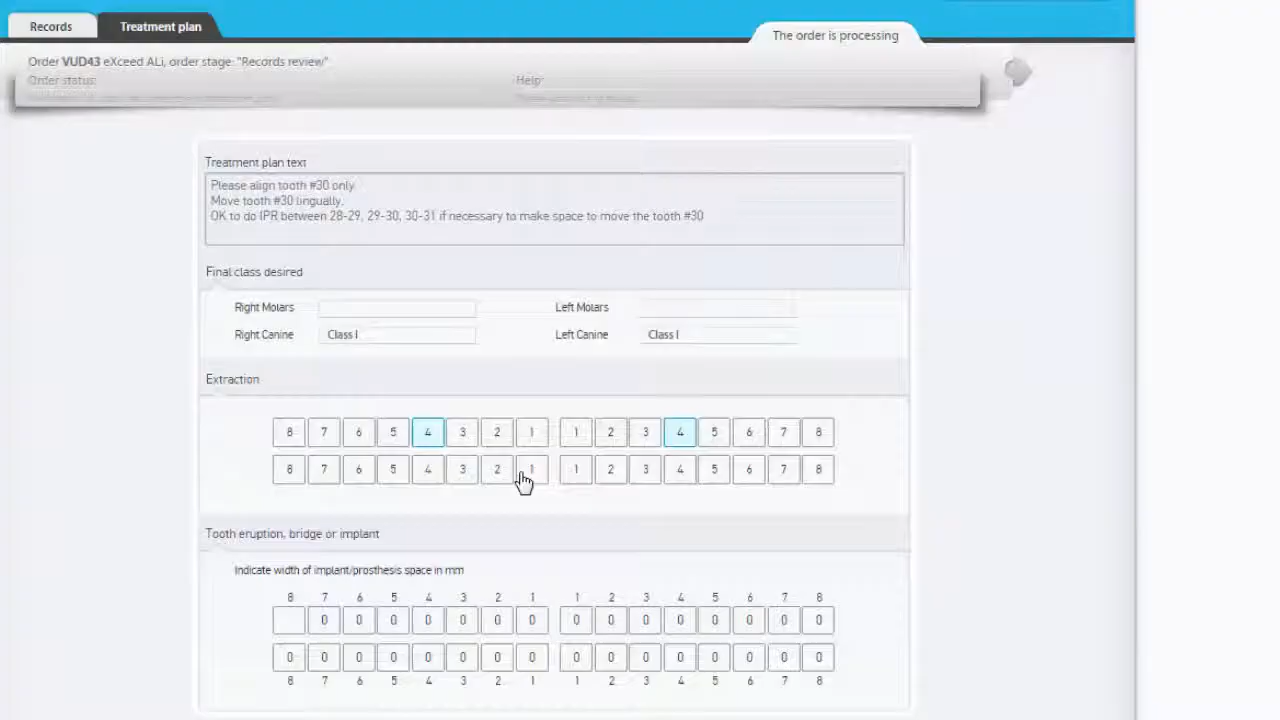 Records
Treatment plan
The order is processing
Order VUD43 eXceed ALi, order stage: "Records review"
Order status:
Help:
Treatment plan text
Please align tooth #30 only.
Move tooth #30 lingually.
OK to do IPR between 28-29, 29-30, 30-31 if necessary to make space to move the tooth #30
Final class desired
Right Molars
Left Molars
Right Canine Class I
Left Canine Class I
Extraction
8 7 6 5 4 3 2 1 1 2 3 4 5 6 7 8
8 7 6 5 4 3 2 1 1 2 3 4 5 6 7 8
Tooth eruption, bridge or implant
Indicate width of implant/prosthesis space in mm
8 7 6 5 4 3 2 1 1 2 3 4 5 6 7 8
0 0 0 0 0 0 0 0 0 0 0 0 0 0 0
0 0 0 0 0 0 0 0 0 0 0 0 0 0 0 0
8 7 6 5 4 3 2 1 1 2 3 4 5 6 7 8